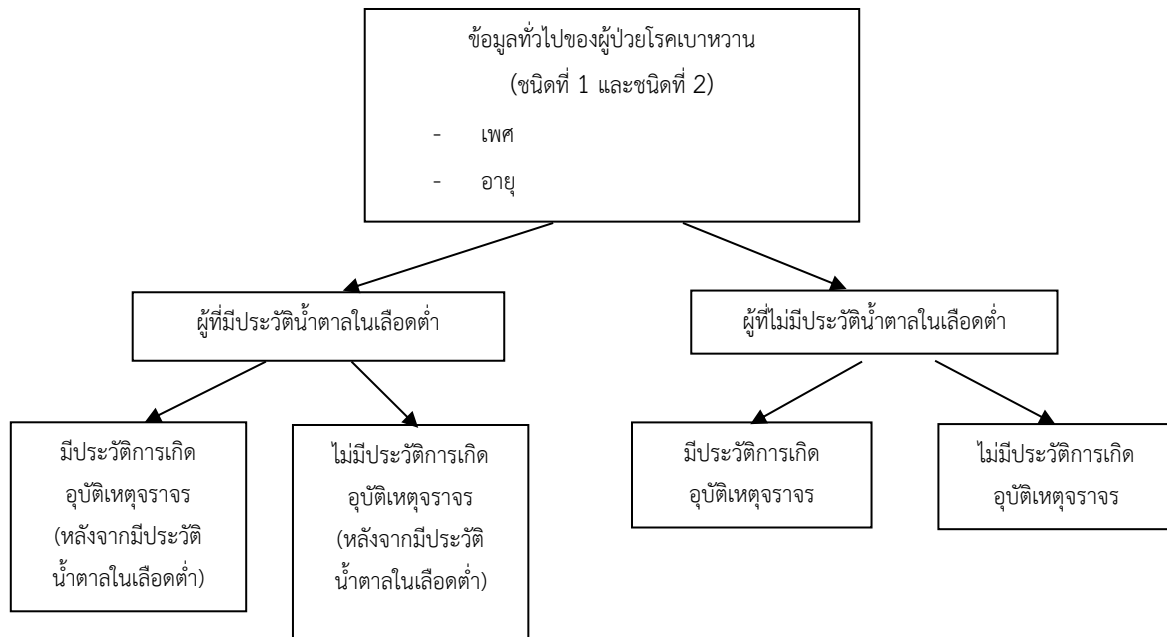 ข้อมูลทั่วไปของผู้ป่วยโรคเบาหวาน
(ชนิดที่ 1 และชนิดที่ 2)
- เพศ
- อายุ
ผู้ที่มีประวัติน้ำตาลในเลือดต่ำ
ผู้ที่ไม่มีประวัติน้ำตาลในเลือดต่ำ
มีประวัติการเกิด
อุบัติเหตุจราจร
(หลังจากมีประวัติ
น้ำตาลในเลือดต่ำ)
ไม่มีประวัติการเกิด
อุบัติเหตุจราจร
(หลังจากมีประวัติ
น้ำตาลในเลือดต่ำ)
มีประวัติการเกิด
อุบัติเหตุจราจร
ไม่มีประวัติการเกิด
อุบัติเหตุจราจร